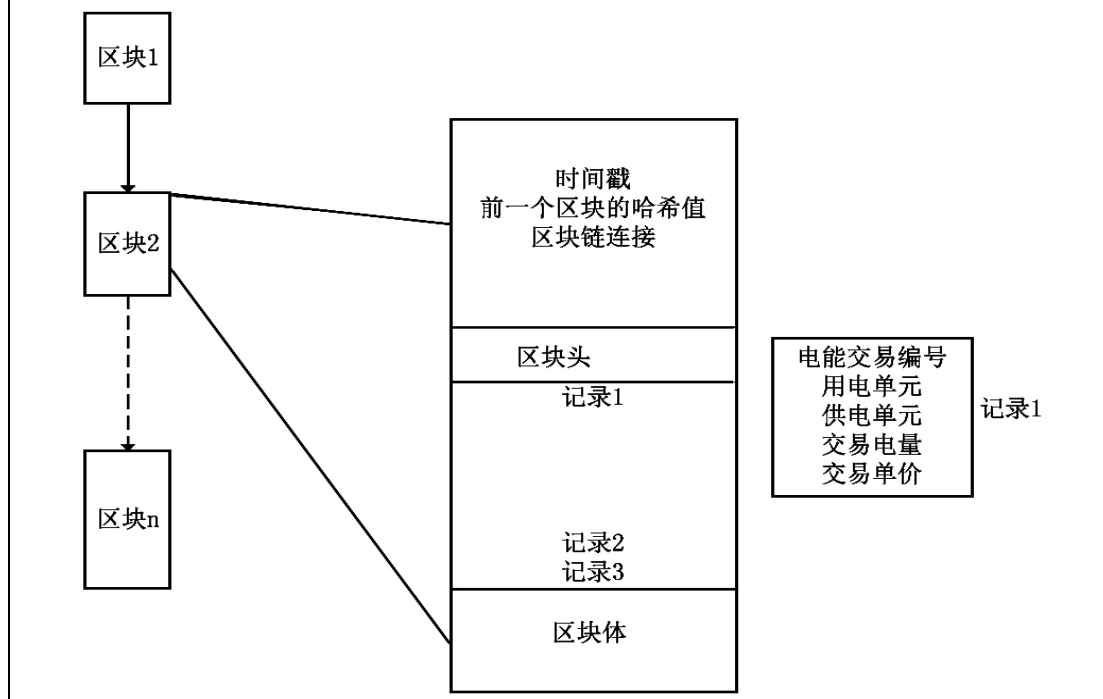 区块1
区块2
区块n
时间戳
前一个区块的哈希值
区块链连接
区块头
记录1
记录2
记录3
区块体
电能交易编号
用电单元
供电单元
交易电量
交易单价
记录1